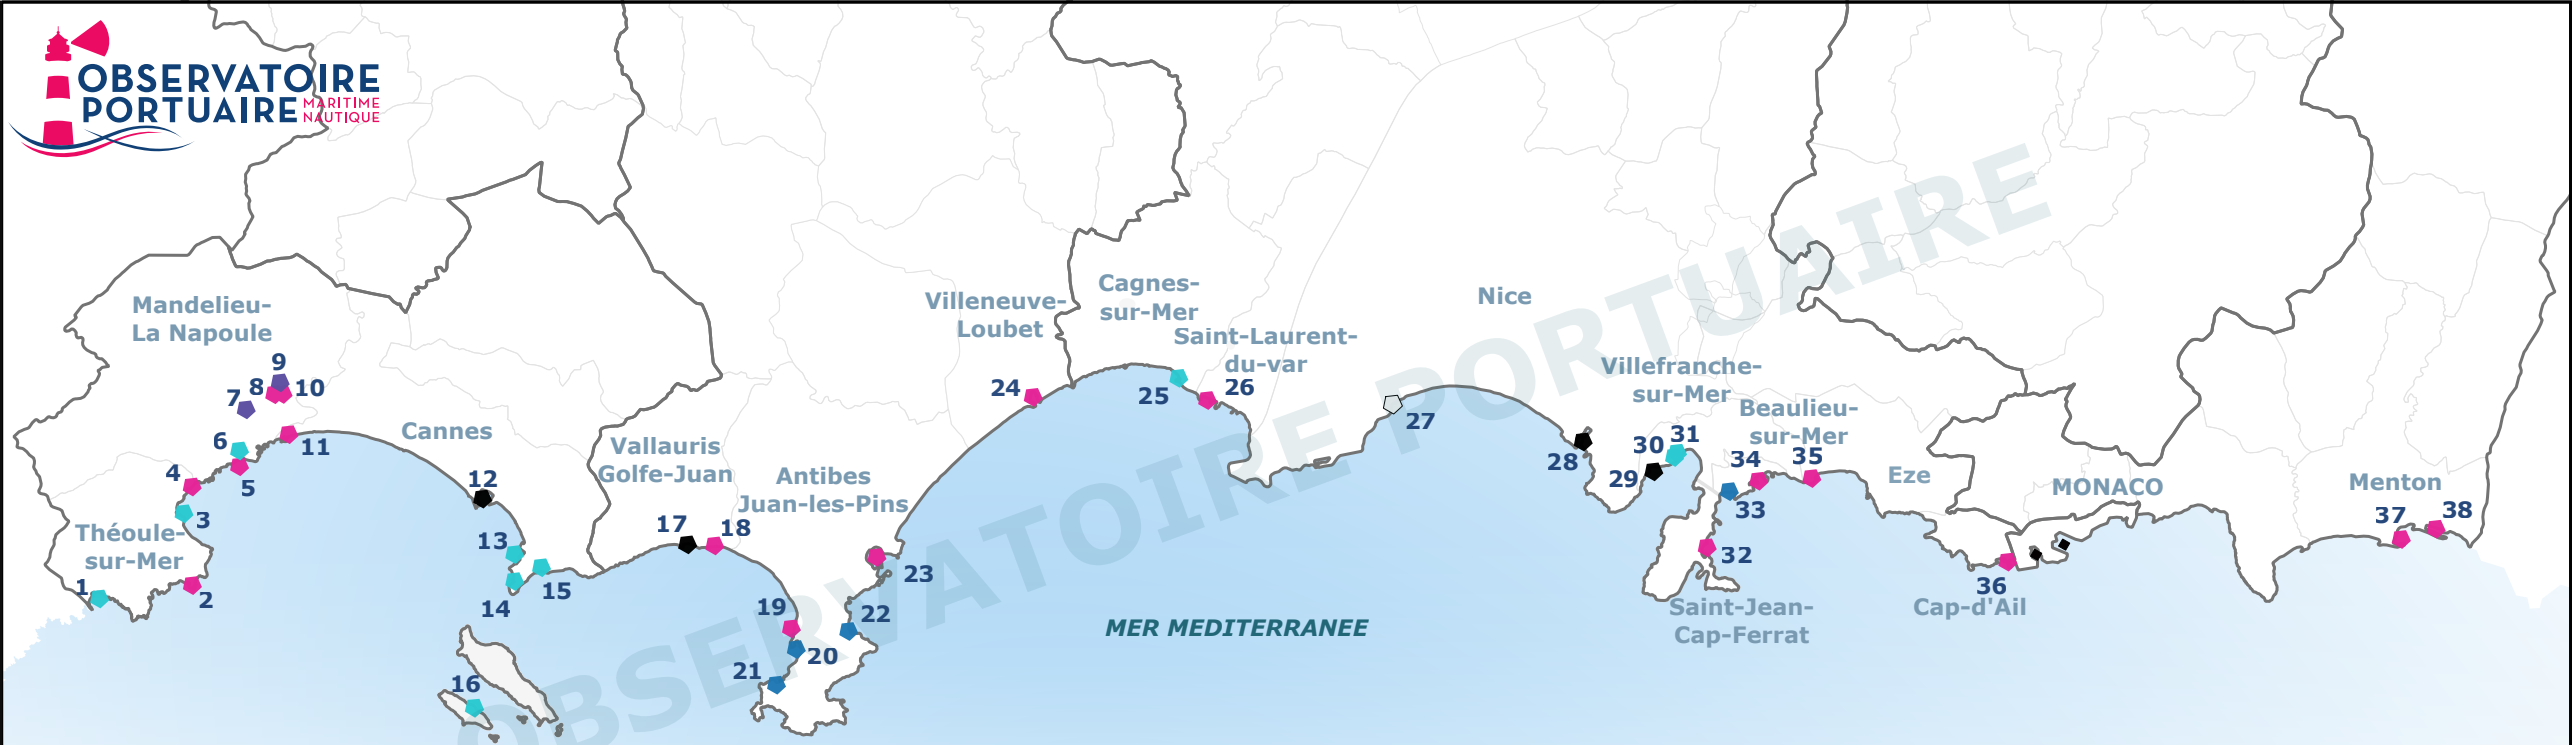 OBSERVATOIRE
PORTUAIRE MARITIME
NAUTIQUE
Mandelieu-
La Napoule
9
8
10
7
6
11
4
5
3
Théoule-
sur-Mer
1
2
Cannes
12
13
14
15
16
Vallauris
Golfe-Juan
17
18
Antibes
Juan-les-Pins
19
20
21
22
23
Villeneuve-
Loubet
24
Cagnes-
sur-Mer
25
Saint-Laurent-
du-var
26
Nice
27
28
MER MEDITERRANEE
Villefranche-
sur-Mer
29
30
31
Beaulieu-
sur-Mer
32
33
34
35
Saint-Jean-
Cap-Ferrat
Eze
36
Cap-d'Ail
MONACO
Menton
37
38
OBSERVATOIRE PORTUAIRE